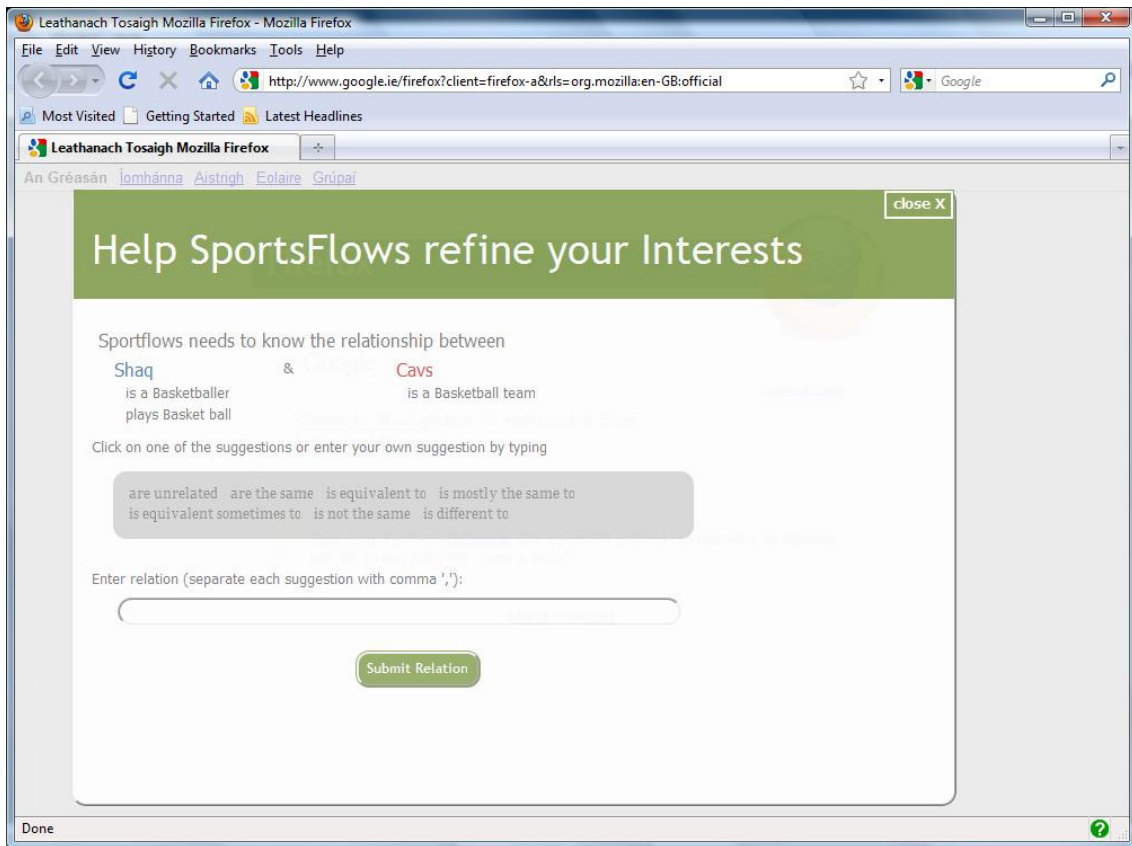 Leathanach Tosaigh Mozilla Firefox - Mozilla Firefox
File Edit View History Bookmarks Tools Help
http://www.google.ie/firefox?client=firefox-a&rls=org.mozilla:en-GB:official Google
Most Visited Getting Started Latest Headlines
Leathanach Tosaigh Mozilla Firefox
An Gréasán Íomhánna Aistrigh Eolaire Grúpaí
close X
Help SportsFlows refine your Interests
Sportflows needs to know the relationship between
Shaq & Cavs
is a Basketballer is a Basketball team
plays Basket ball
Click on one of the suggestions or enter your own suggestion by typing
are unrelated are the same is equivalent to is mostly the same to
is equivalent sometimes to is not the same is different to
Enter relation (separate each suggestion with comma ','):
Submit Relation
Done